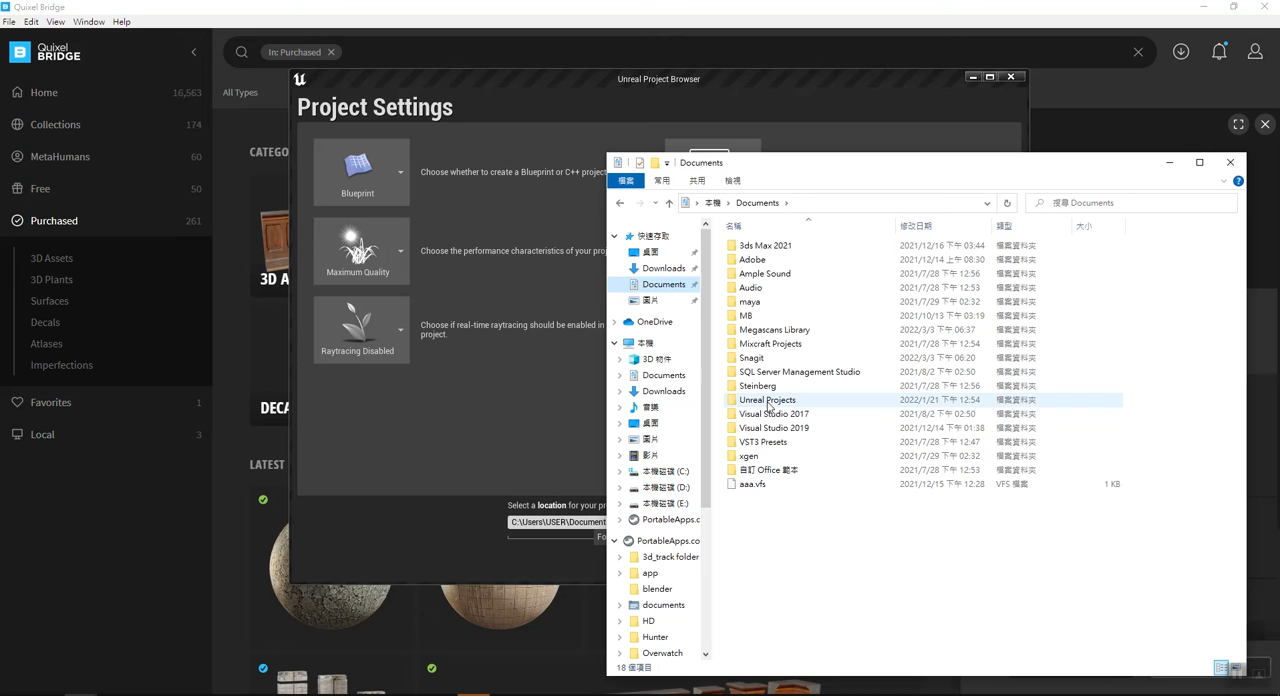 Quixel Bridge
File Edit View Window Help
Quixel
BRIDGE
In: Purchased
Home 16,563
Collections 174
MetaHumans 60
Free 50
Purchased 261
3D Assets
3D Plants
Surfaces
Decals
Atlases
Imperfections
Favorites 1
Local 3
All Types
CATEGO
3D A
DECA
LATEST
Unreal Project Browser
Project Settings
Blueprint
Choose whether to create a Blueprint or C++ project
Maximum Quality
Choose the performance characteristics of your proj
Raytracing Disabled
Choose if real-time raytracing should be enabled in
project.
Select a location for your pr
C:\Users\USER\Document
Fo
Documents
檔案 常用 共用 檢視
本機 Documents
搜尋 Documents
名稱 修改日期 類型 大小
快速存取
桌面
Downloads
Documents
圖片
OneDrive
本機
3D 物件
Documents
Downloads
音樂
桌面
圖片
影片
本機磁碟 (C:)
本機磁碟 (D:)
本機磁碟 (E:)
PortableApps.c
PortableApps.co
3d_track folder
app
blender
documents
HD
Hunter
Overwatch
3ds Max 2021 2021/12/16 下午 03:44 檔案資料夾
Adobe 2021/12/14 上午 08:30 檔案資料夾
Ample Sound 2021/7/28 下午 12:56 檔案資料夾
Audio 2021/7/28 下午 12:53 檔案資料夾
maya 2021/7/29 下午 02:32 檔案資料夾
MB 2021/10/13 下午 03:19 檔案資料夾
Megascans Library 2022/3/3 下午 06:37 檔案資料夾
Mixcraft Projects 2021/7/28 下午 12:54 檔案資料夾
Snagit 2022/3/3 下午 06:20 檔案資料夾
SQL Server Management Studio 2021/8/2 下午 02:50 檔案資料夾
Steinberg 2021/7/28 下午 12:56 檔案資料夾
Unreal Projects 2022/1/21 下午 12:54 檔案資料夾
Visual Studio 2017 2021/8/2 下午 02:50 檔案資料夾
Visual Studio 2019 2021/12/14 下午 01:38 檔案資料夾
VST3 Presets 2021/7/28 下午 12:47 檔案資料夾
xgen 2021/7/29 下午 02:32 檔案資料夾
自訂 Office 範本 2021/7/28 下午 12:53 檔案資料夾
aaa.vfs 2021/12/15 下午 12:28 VFS 檔案 1 KB
18 個項目